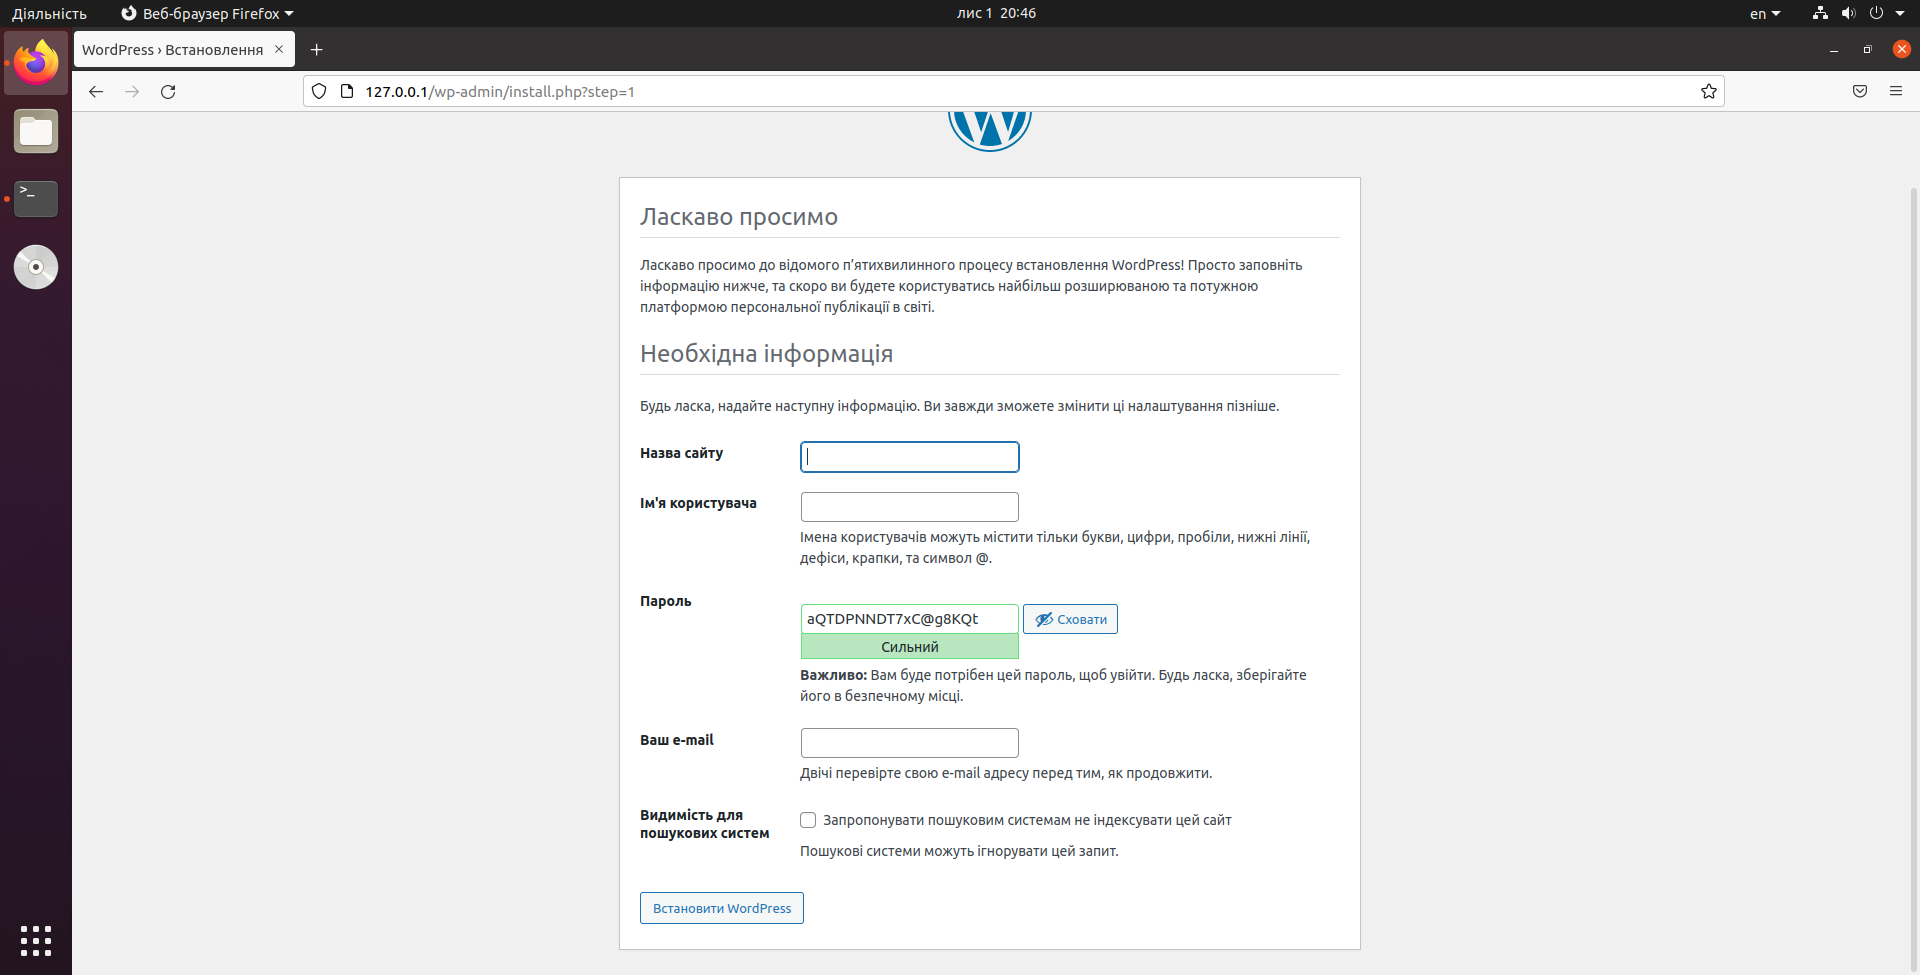 Діяльність Веб-браузер Firefox лис 1 20:46 en
WordPress › Встановлення
127.0.0.1/wp-admin/install.php?step=1
Ласкаво просимо
Ласкаво просимо до відомого п’ятихвилинного процесу встановлення WordPress! Просто заповніть
інформацію нижче, та скоро ви будете користуватись найбільш розширюваною та потужною
платформою персональної публікації в світі.
Необхідна інформація
Будь ласка, надайте наступну інформацію. Ви завжди зможете змінити ці налаштування пізніше.
Назва сайту
Ім'я користувача
Імена користувачів можуть містити тільки букви, цифри, пробіли, нижні лінії,
дефіси, крапки, та символ @.
Пароль
aQTDPNNDT7xC@g8KQt Сховати
Сильний
Важливо: Вам буде потрібен цей пароль, щоб увійти. Будь ласка, зберігайте
його в безпечному місці.
Ваш e-mail
Двічі перевірте свою e-mail адресу перед тим, як продовжити.
Видимість для
пошукових систем
Запропонувати пошуковим системам не індексувати цей сайт
Пошукові системи можуть ігнорувати цей запит.
Встановити WordPress